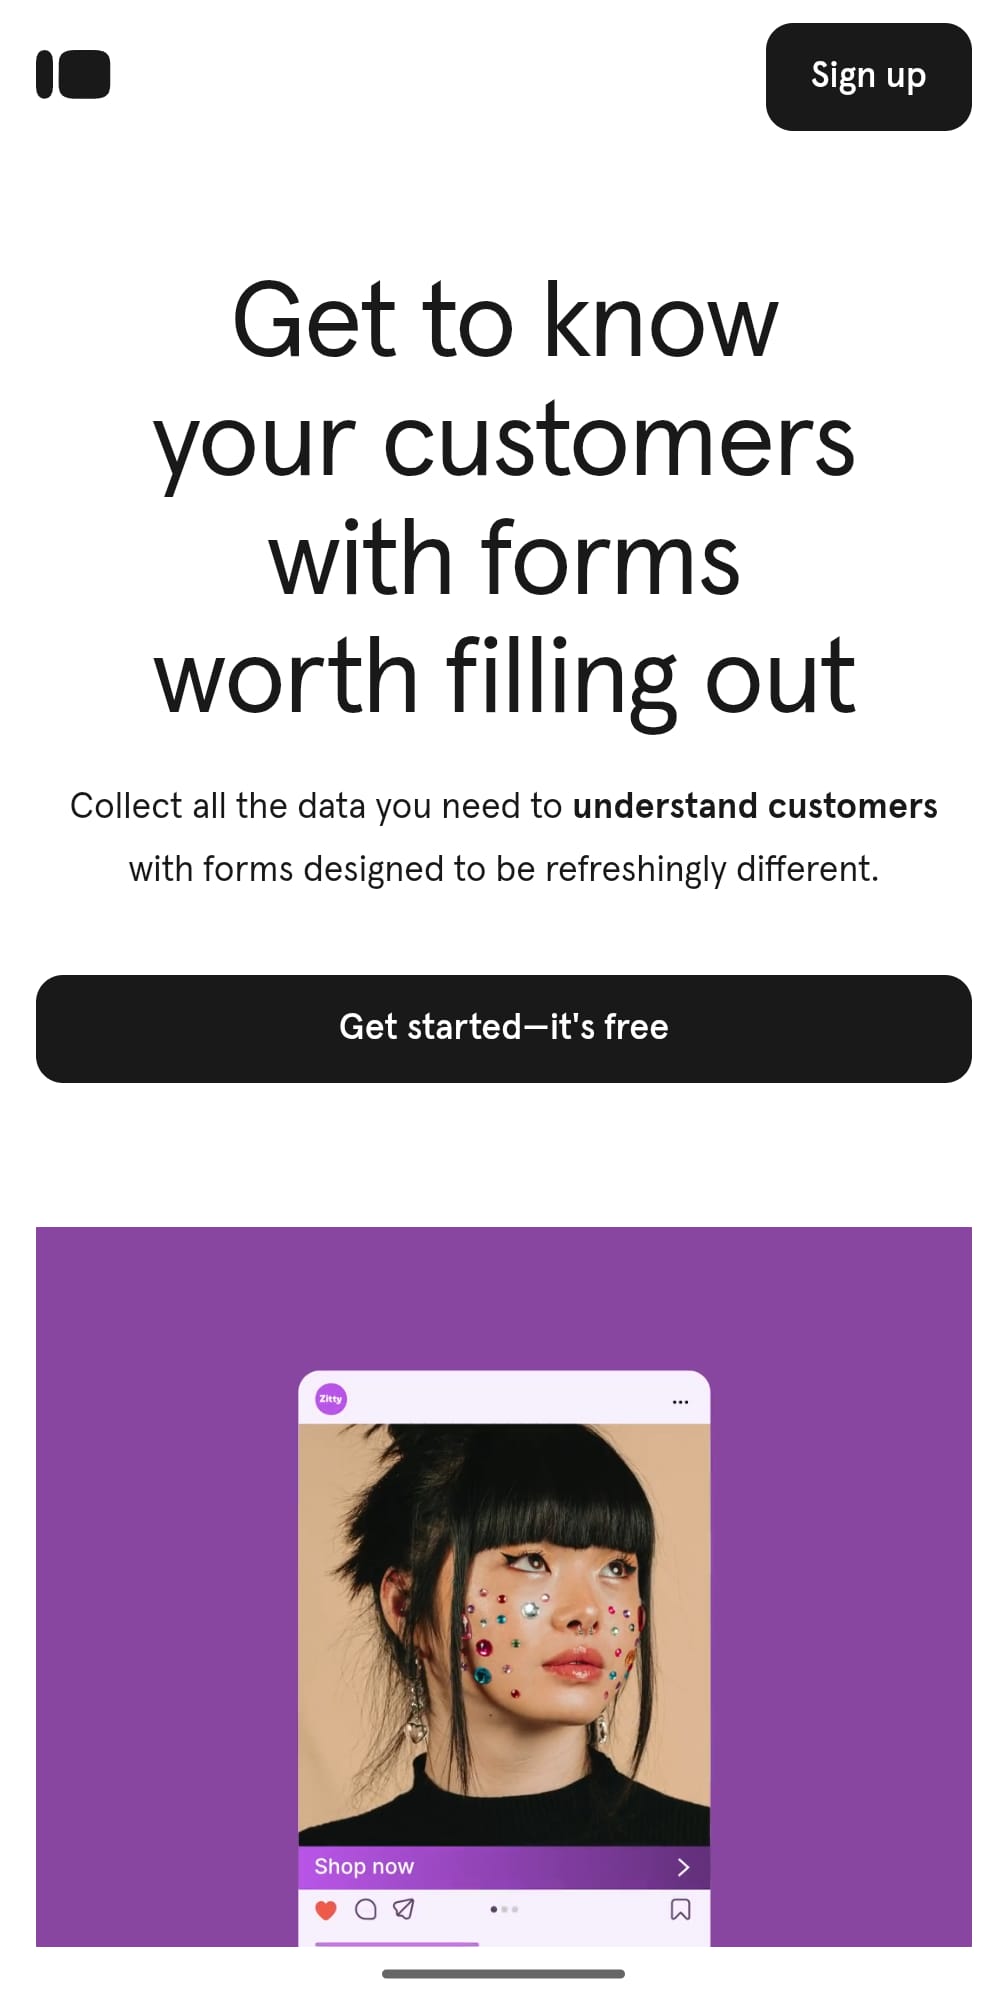 Sign up
Get to know
your customers
with forms
worth filling out
Collect all the data you need to understand customers
with forms designed to be refreshingly different.
Get started—it's free
Zitty
Shop now